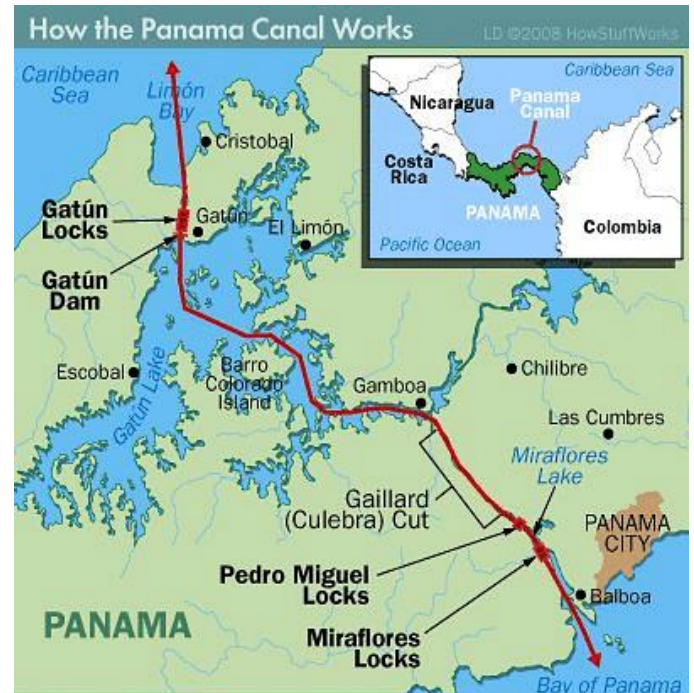 How the Panama Canal Works
LD ©2008 HowStuffWorks
Caribbean
Sea
Limón
Bay
Cristobal
Gatún
Locks
Gatún
El Limón
Gatún
Dam
Caribbean Sea
Nicaragua
Panama
Canal
Costa
Rica
PANAMA
Colombia
Pacific Ocean
Escobal
Gatún Lake
Barro
Colorado
Island
Gamboa
Chilibre
Las Cumbres
Miraflores
Lake
Gaillard
(Culebra) Cut
PANAMA
CITY
Pedro Miguel
Locks
Balboa
Miraflores
Locks
PANAMA
Bay of Panama